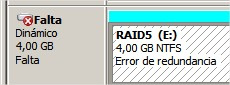 Falta
Dinámico
4,00 GB
Falta
RAID5 (E:)
4,00 GB NTFS
Error de redundancia